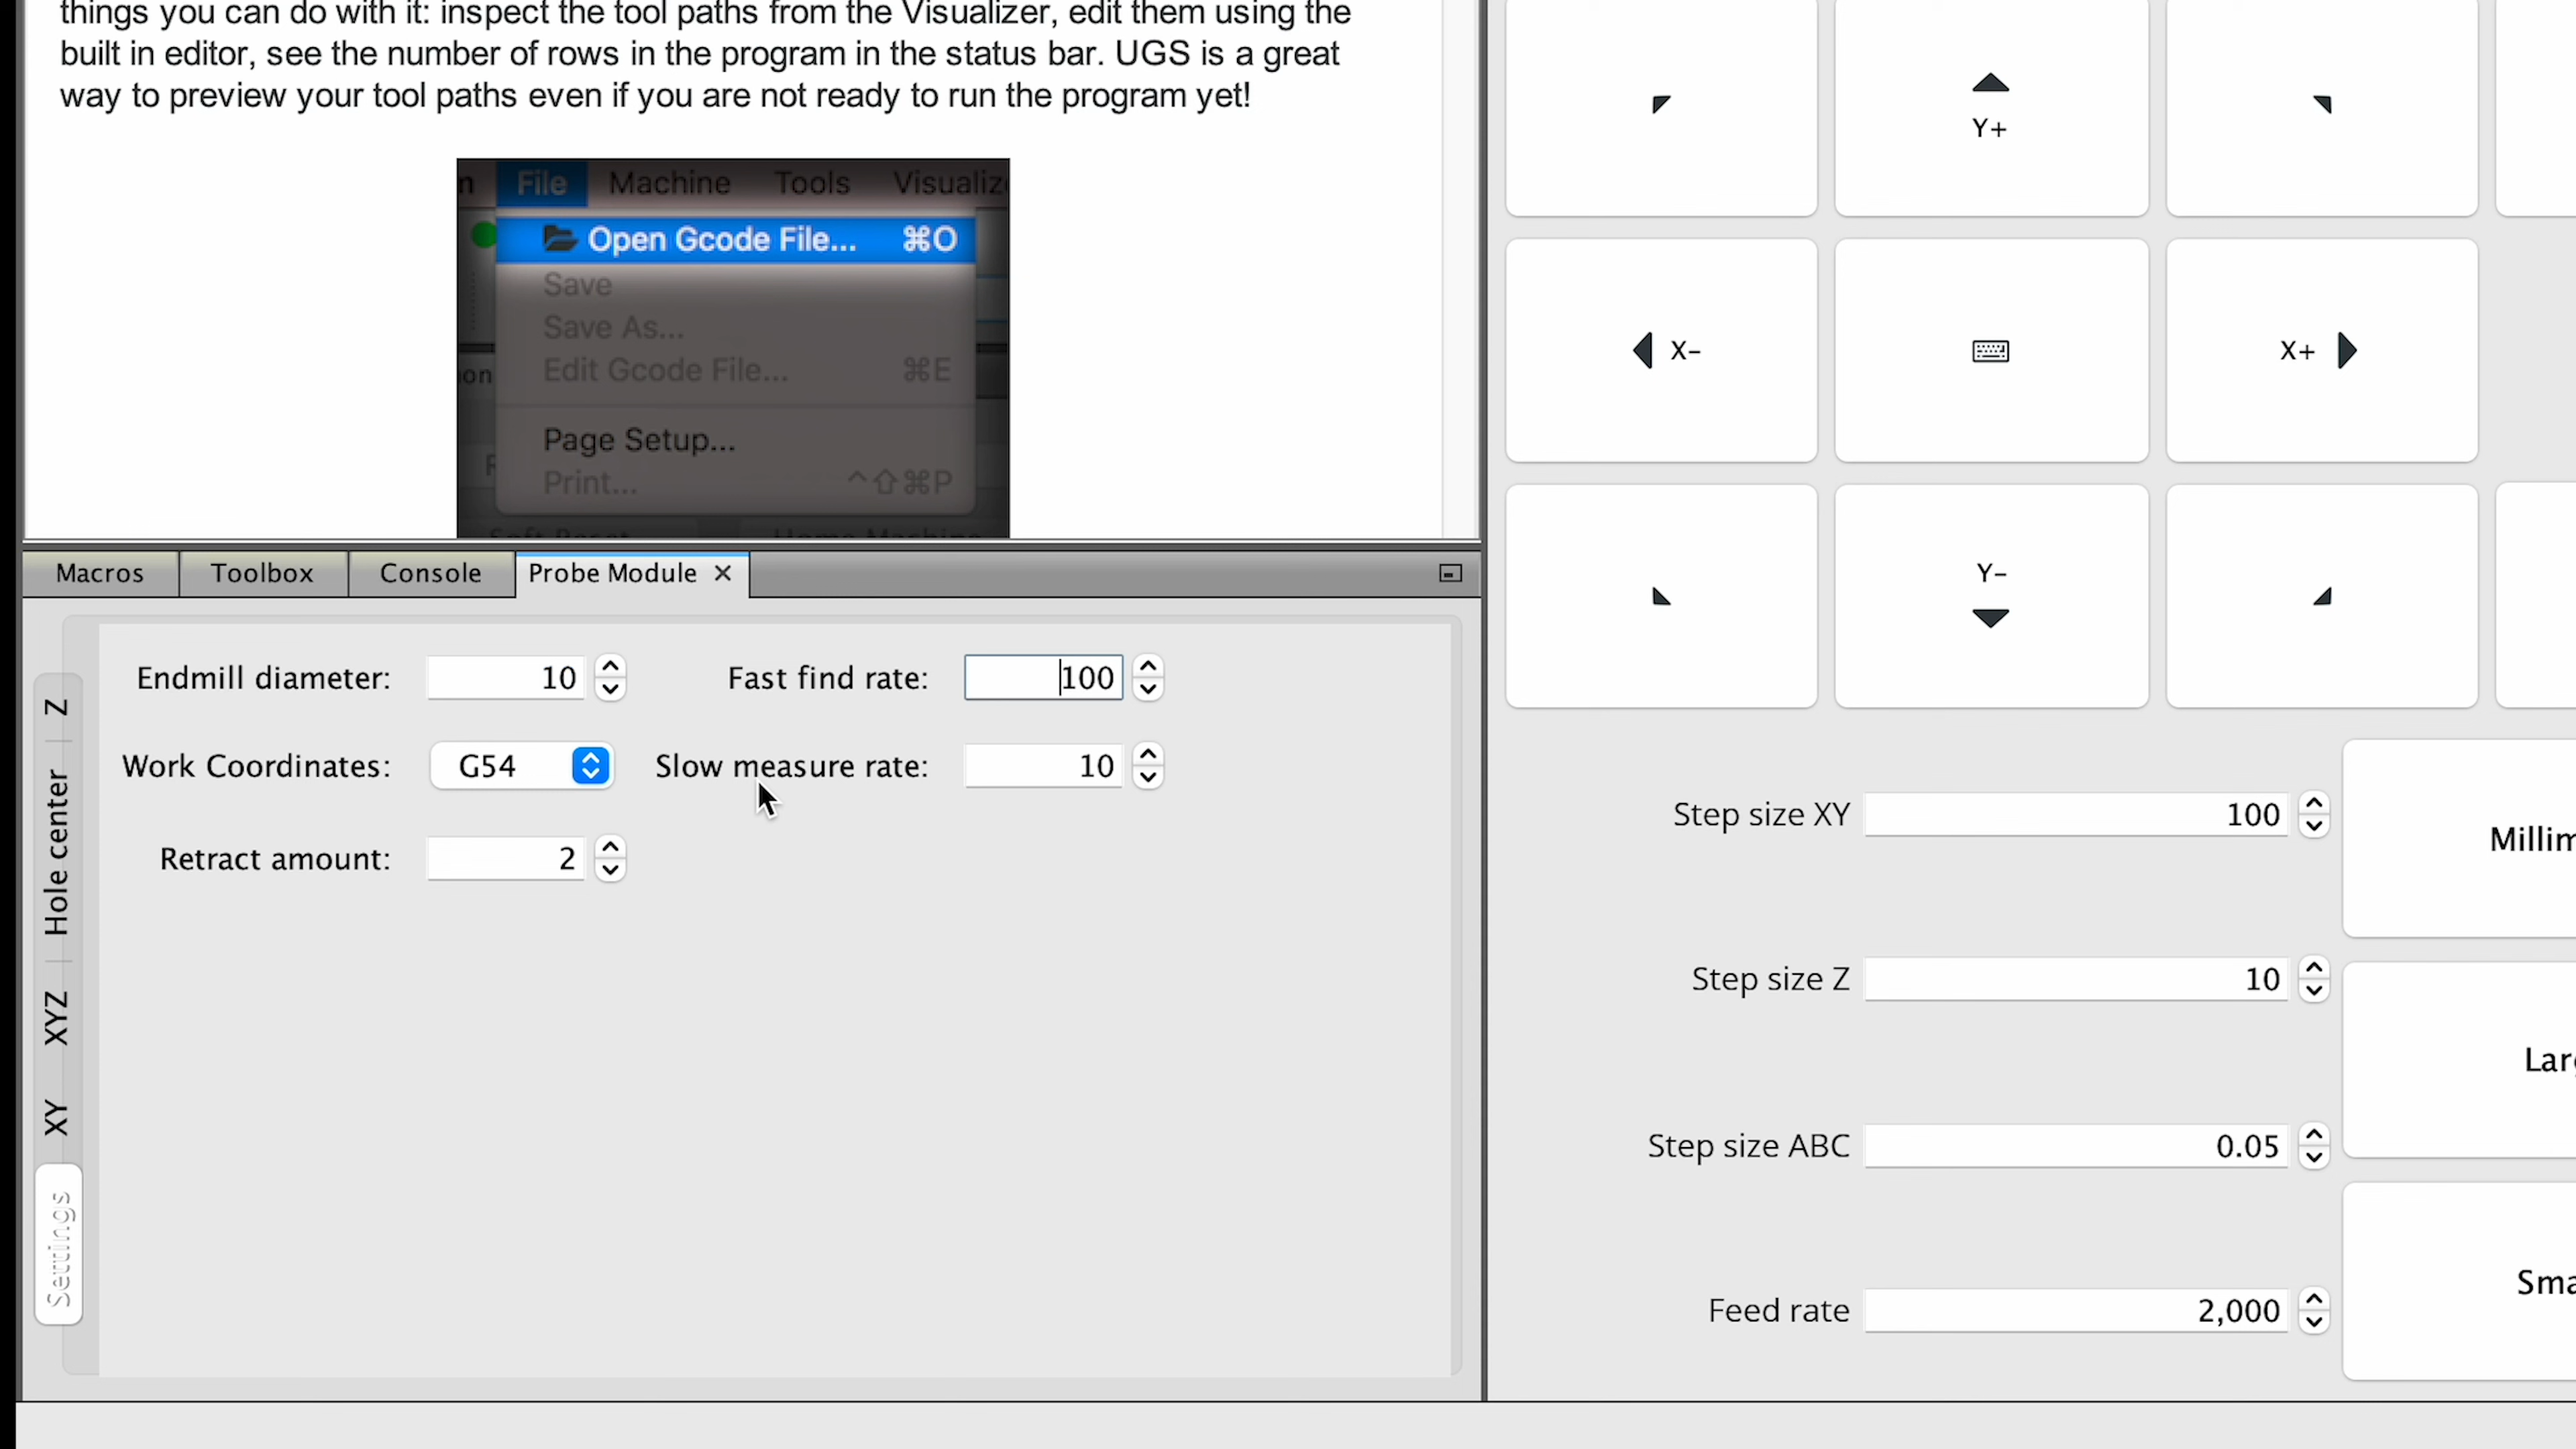 things you can do with it: inspect the tool paths from the Visualizer, edit them using the
built in editor, see the number of rows in the program in the status bar. UGS is a great
way to preview your tool paths even if you are not ready to run the program yet!
File Machine Tools
Open Gcode File... ⌘O
Save
Save As...
Edit Gcode File... ⌘E
Page Setup...
Print... ^⇧⌘P
Macros Toolbox Console Probe Module
Z
Hole center
XYZ
XY
Settings
Endmill diameter: 10 Fast find rate: 100
Work Coordinates: G54 Slow measure rate: 10
Retract amount: 2
Y+
X- X+
Y-
Step size XY 100
Step size Z 10
Step size ABC 0.05
Feed rate 2,000